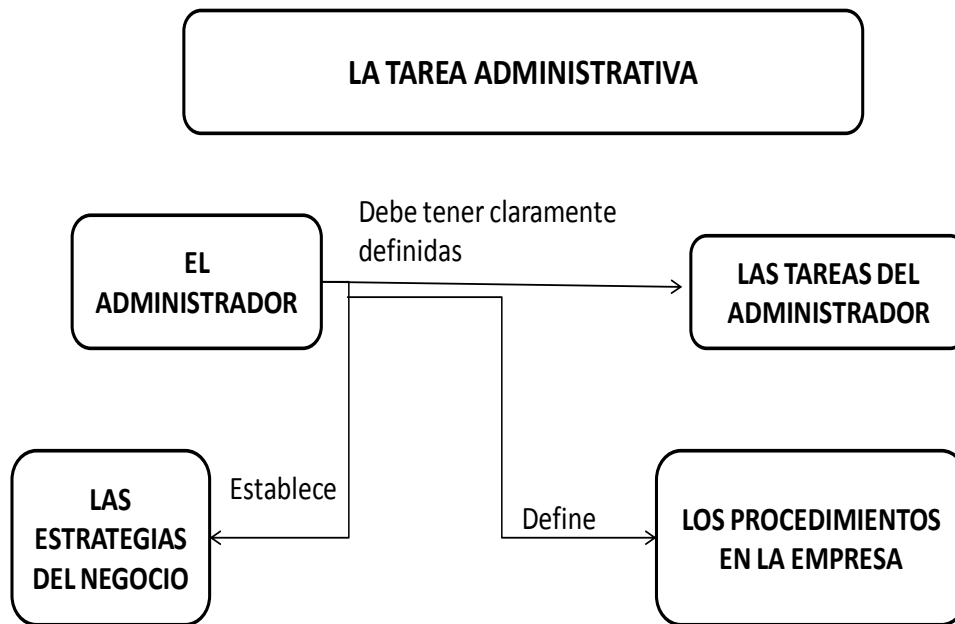 LA TAREA ADMINISTRATIVA
Debe tener claramente
definidas
EL
ADMINISTRADOR
LAS TAREAS DEL
ADMINISTRADOR
LAS
ESTRATEGIAS
DEL NEGOCIO
Establece
Define
LOS PROCEDIMIENTOS
EN LA EMPRESA